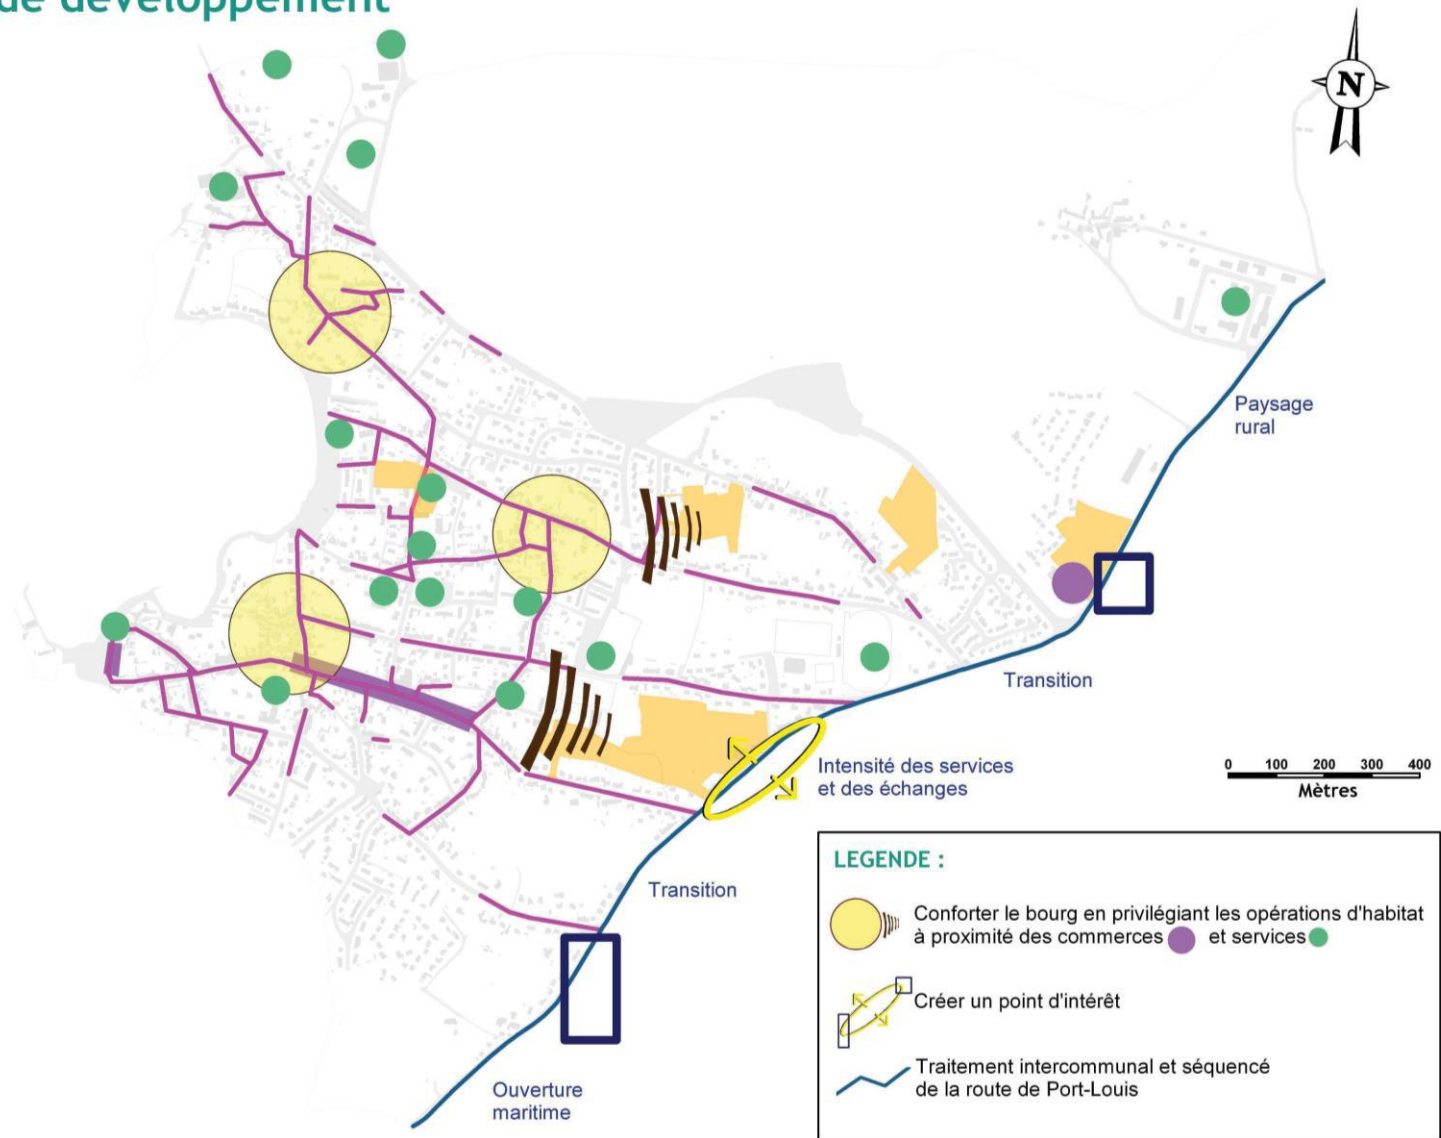 de développement
N
Paysage
rural
Transition
0 100 200 300 400
Mètres
Intensité des services
et des échanges
Transition
Ouverture
maritime
LEGENDE :
Conforter le bourg en privilégiant les opérations d'habitat
à proximité des commerces et services
Créer un point d'intérêt
Traitement intercommunal et séquencé
de la route de Port-Louis